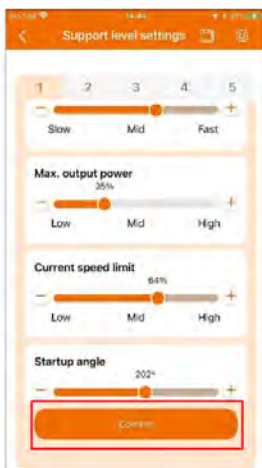 Support level settings
1 2 3 4 5
Slow Mid Fast
Max. output power
35%
Low Mid High
Current speed limit
64%
Low Mid High
Startup angle
202°
Confirm